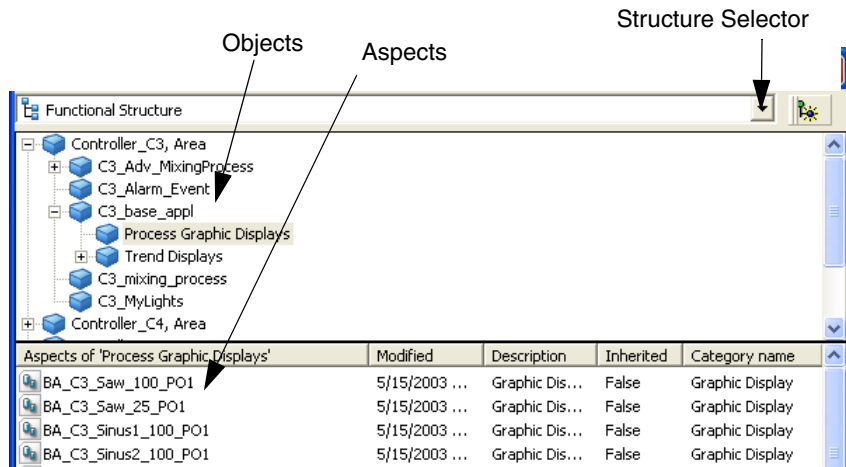 Structure Selector
Objects
Aspects
Functional Structure
Controller_C3, Area
C3_Adv_MixingProcess
C3_Alarm_Event
C3_base_appl
Process Graphic Displays
Trend Displays
C3_mixing_process
C3_MyLights
Controller_C4, Area
Aspects of 'Process Graphic Displays' Modified Description Inherited Category name
BA_C3_Saw_100_PO1 5/15/2003 ... Graphic Dis... False Graphic Display
BA_C3_Saw_25_PO1 5/15/2003 ... Graphic Dis... False Graphic Display
BA_C3_Sinus1_100_PO1 5/15/2003 ... Graphic Dis... False Graphic Display
BA_C3_Sinus2_100_PO1 5/15/2003 ... Graphic Dis... False Graphic Display